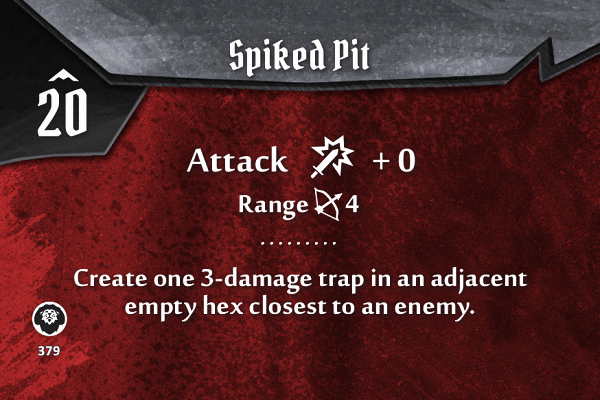 Spiked Pit
20
Attack + 0
Range 4
Create one 3-damage trap in an adjacent
empty hex closest to an enemy.
379